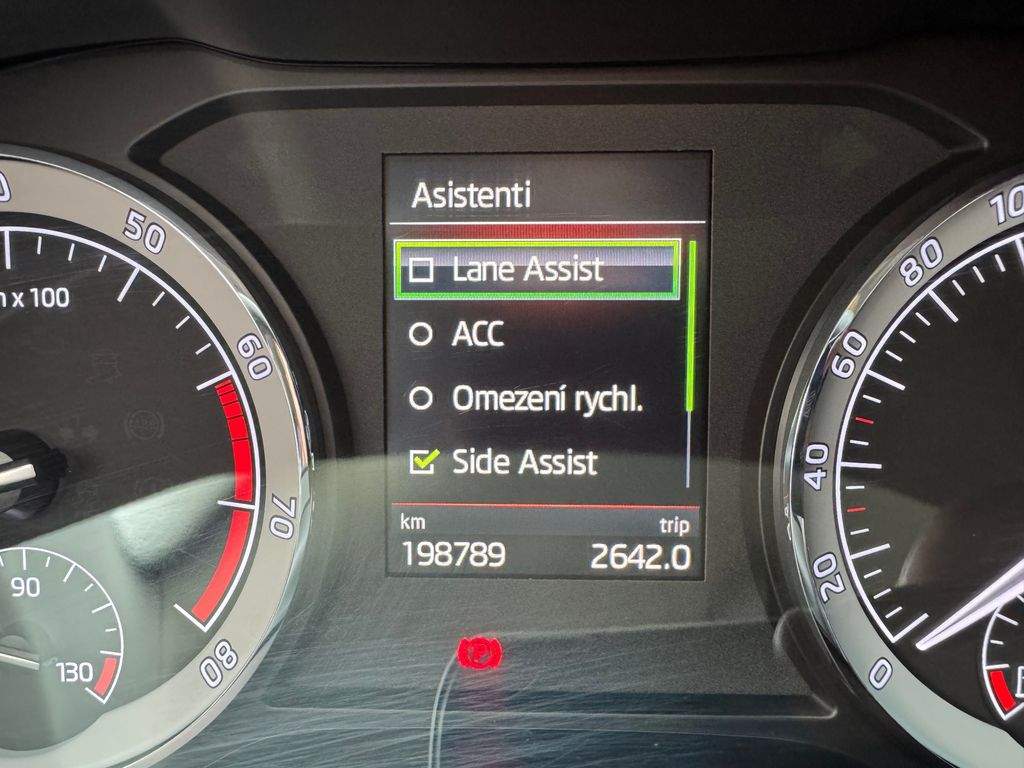 Asistenti
Lane Assist
ACC
Omezení rychl.
Side Assist
km
trip
198789
2642.0
50
x 100
60
70
80
90
130
100
80
60
40
20
0